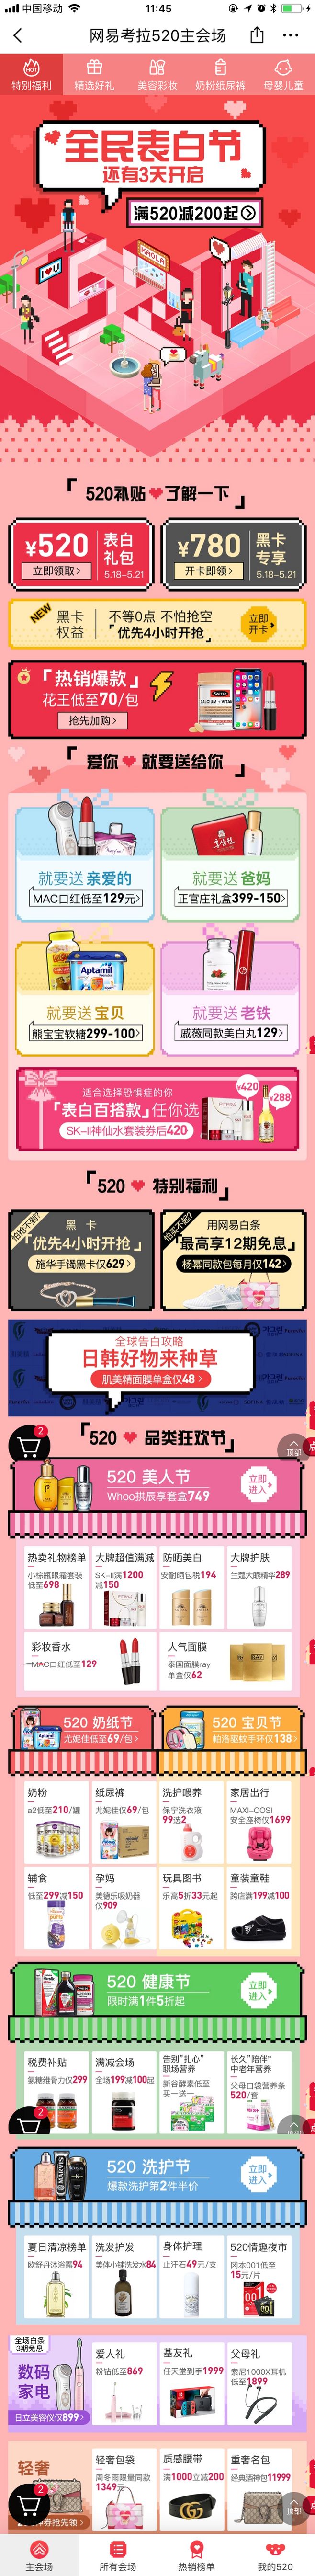 中国移动
11:45
网易考拉520主会场
HOT
特别福利
精选好礼
美容彩妆
奶粉纸尿裤
母婴儿童
全民表白节
还有3天开启
满520减200起
I♥U
KAOLA
「520补贴❤了解一下」
¥520
表白
礼包
立即领取>
5.18-5.21
¥780
黑卡
专享
开卡即领>
5.18-5.21
NEW
黑卡
权益
不等0点 不怕抢空
「优先4小时开抢」
立即
开卡
「热销爆款」
花王低至70/包
抢先加购>
「爱你❤就要送给你」
就要送 亲爱的
MAC口红低至129元>
就要送 爸妈
正官庄礼盒399-150>
Aptamil
就要送 宝贝
熊宝宝软糖299-100>
就要送 老铁
戚薇同款美白丸129>
适合选择恐惧症的你
「表白百搭款」任你选
SK-II神仙水套装券后420
¥420
¥288
「520❤特别福利」
怕抢不到?
黑 卡
「优先4小时开抢」
施华手镯黑卡仅629>
怕买不起?
用网易白条
「最高享12期免息」
杨幂同款包每月仅142>
全球告白攻略
日韩好物来种草
肌美精面膜单盒仅48 >
「520❤品类狂欢节」
2
顶部
520 美人节
Whoo拱辰享套盒749
立即
进入
热卖礼物榜单
小棕瓶眼霜套装
低至698
大牌超值满减
SK-II满1200
减150
防晒美白
安耐晒包税194
大牌护肤
兰蔻大眼精华289
彩妆香水
MAC口红低至129
人气面膜
泰国面膜ray
单盒仅62
520 奶纸节
尤妮佳低至69/包>
520 宝贝节
帕洛驱蚊手环仅138>
奶粉
a2低至210/罐
纸尿裤
尤妮佳仅69/包
洗护喂养
保宁洗衣液
99选2
家居出行
MAXI-COSI
安全座椅仅1699
辅食
低至299减150
孕妈
美德乐吸奶器
仅909
玩具图书
乐高5折33元起
童装童鞋
跨店满199减100
520 健康节
限时满1件5折起
立即
进入
税费补贴
氨糖维骨力仅299
满减会场
全场199减100起
告别"扎心"
职场营养
新谷酵素低至
买一送一
长久"陪伴"
中老年营养
父母口袋营养条
520/套
2
顶部
520 洗护节
爆款洗护第2件半价
立即
进入
MARVIS
夏日清凉榜单
欧舒丹沐浴露94
洗发护发
美体小铺洗发水84
身体护理
止汗石49元/支
520情趣夜市
冈本001低至
15元/片
全场白条
3期免息
数码
家电
日立美容仪仅899>
爱人礼
粉钻低至869
基友礼
任天堂到手1999
父母礼
索尼1000X耳机
低至1899
轻奢
神券抢先领>
轻奢包袋
周冬雨限量同款
1349元
质感腰带
满1000立减200
重奢名包
经典酒神包11999
2
顶部
主会场
所有会场
热销榜单
我的520